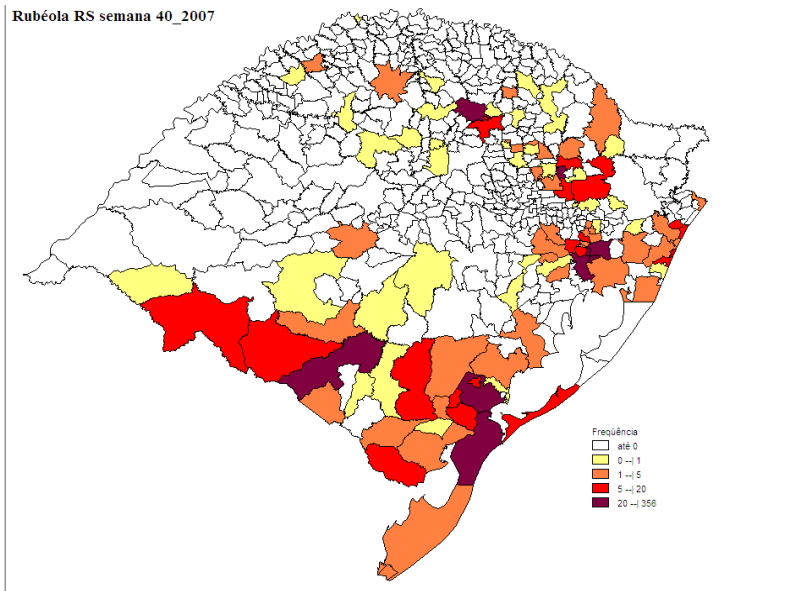 Rubéola RS semana 40_2007
Freqüência
até 0
0 --| 1
1 --| 5
5 --| 20
20 --| 356